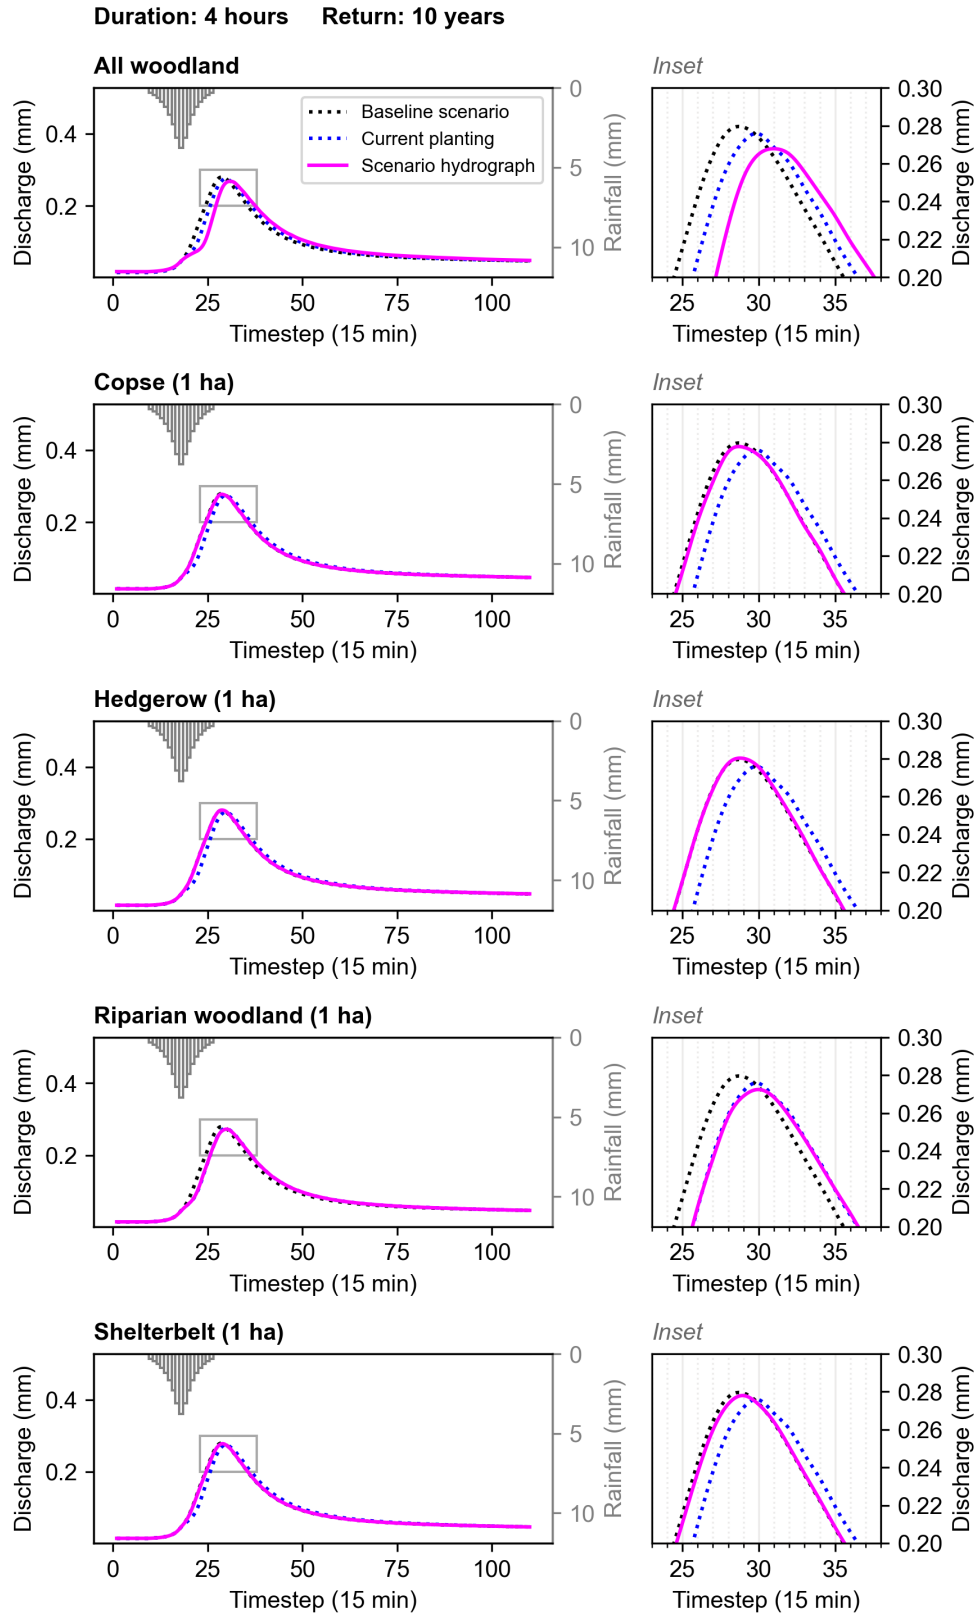 Duration: 4 hours Return: 10 years
All woodland
Inset
Discharge (mm)
0.4
0.2
Baseline scenario
Current planting
Scenario hydrograph
0
5
10
Rainfall (mm)
0 25 50 75 100
Timestep (15 min)
0.30
0.28
0.26
0.24
0.22
0.20
Discharge (mm)
25 30 35
Timestep (15 min)
Copse (1 ha)
Inset
Discharge (mm)
0.4
0.2
0
5
10
Rainfall (mm)
0 25 50 75 100
Timestep (15 min)
0.30
0.28
0.26
0.24
0.22
0.20
Discharge (mm)
25 30 35
Timestep (15 min)
Hedgerow (1 ha)
Inset
Discharge (mm)
0.4
0.2
0
5
10
Rainfall (mm)
0 25 50 75 100
Timestep (15 min)
0.30
0.28
0.26
0.24
0.22
0.20
Discharge (mm)
25 30 35
Timestep (15 min)
Riparian woodland (1 ha)
Inset
Discharge (mm)
0.4
0.2
0
5
10
Rainfall (mm)
0 25 50 75 100
Timestep (15 min)
0.30
0.28
0.26
0.24
0.22
0.20
Discharge (mm)
25 30 35
Timestep (15 min)
Shelterbelt (1 ha)
Inset
Discharge (mm)
0.4
0.2
0
5
10
Rainfall (mm)
0 25 50 75 100
Timestep (15 min)
0.30
0.28
0.26
0.24
0.22
0.20
Discharge (mm)
25 30 35
Timestep (15 min)